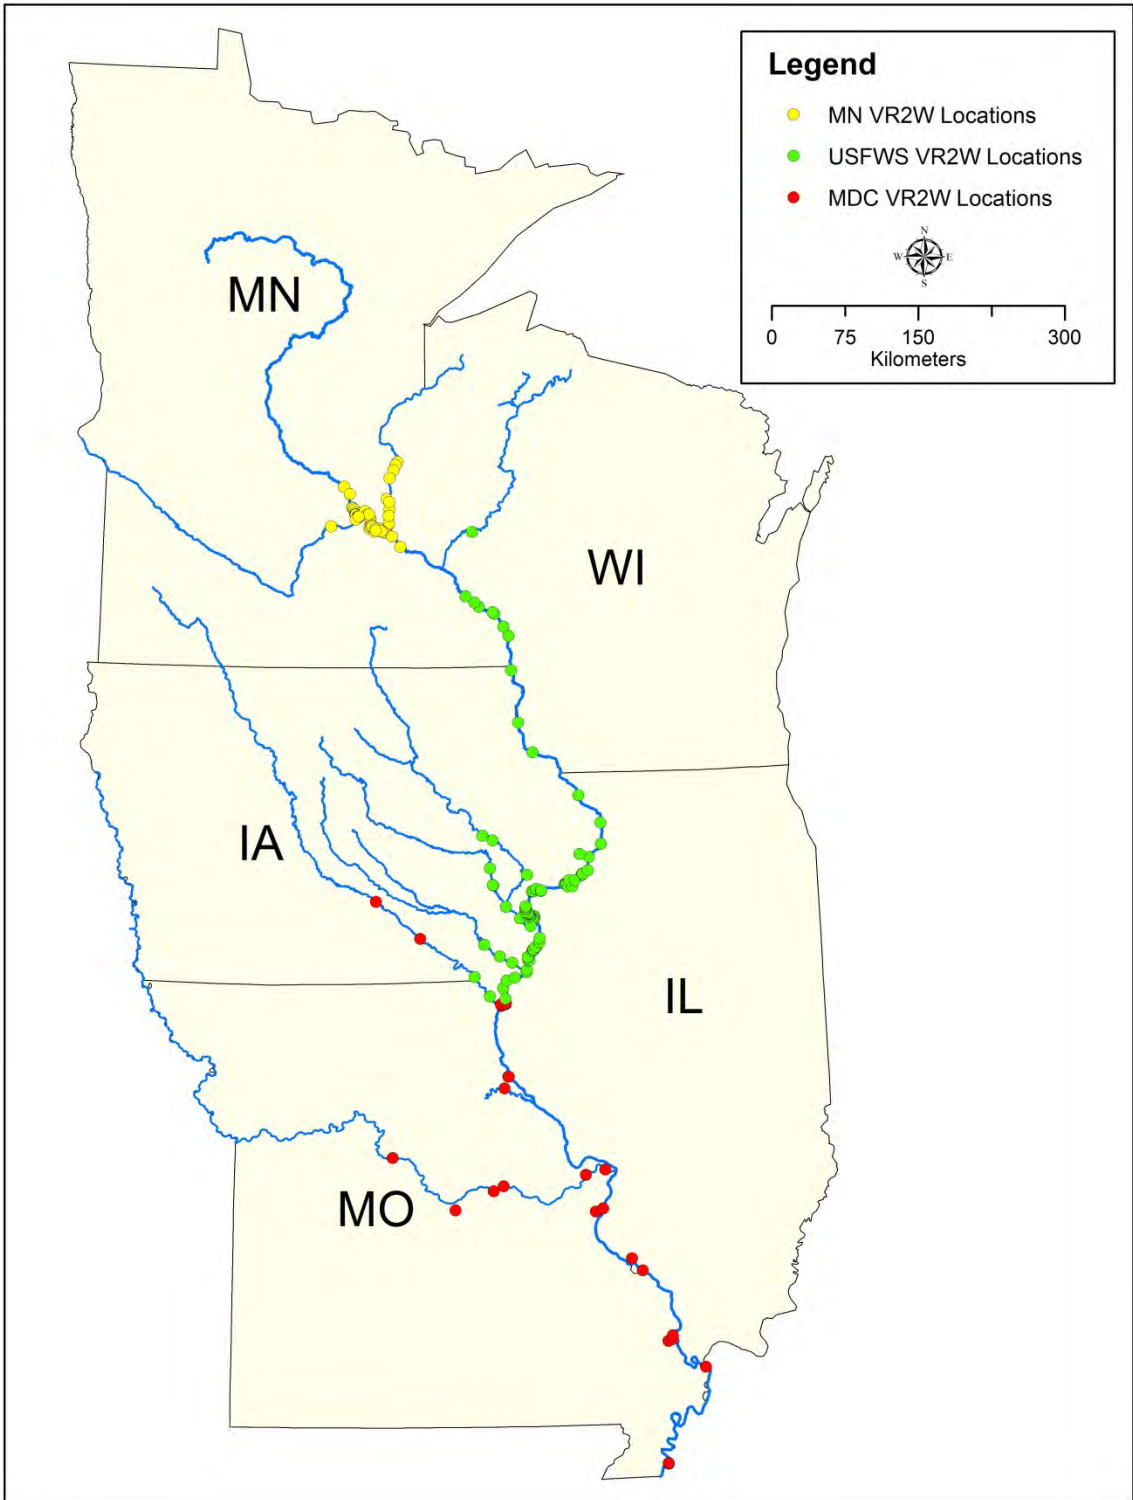 Legend
MN VR2W Locations
USFWS VR2W Locations
MDC VR2W Locations
N
W E
S
0 75 150 300
Kilometers
MN
WI
IA
IL
MO